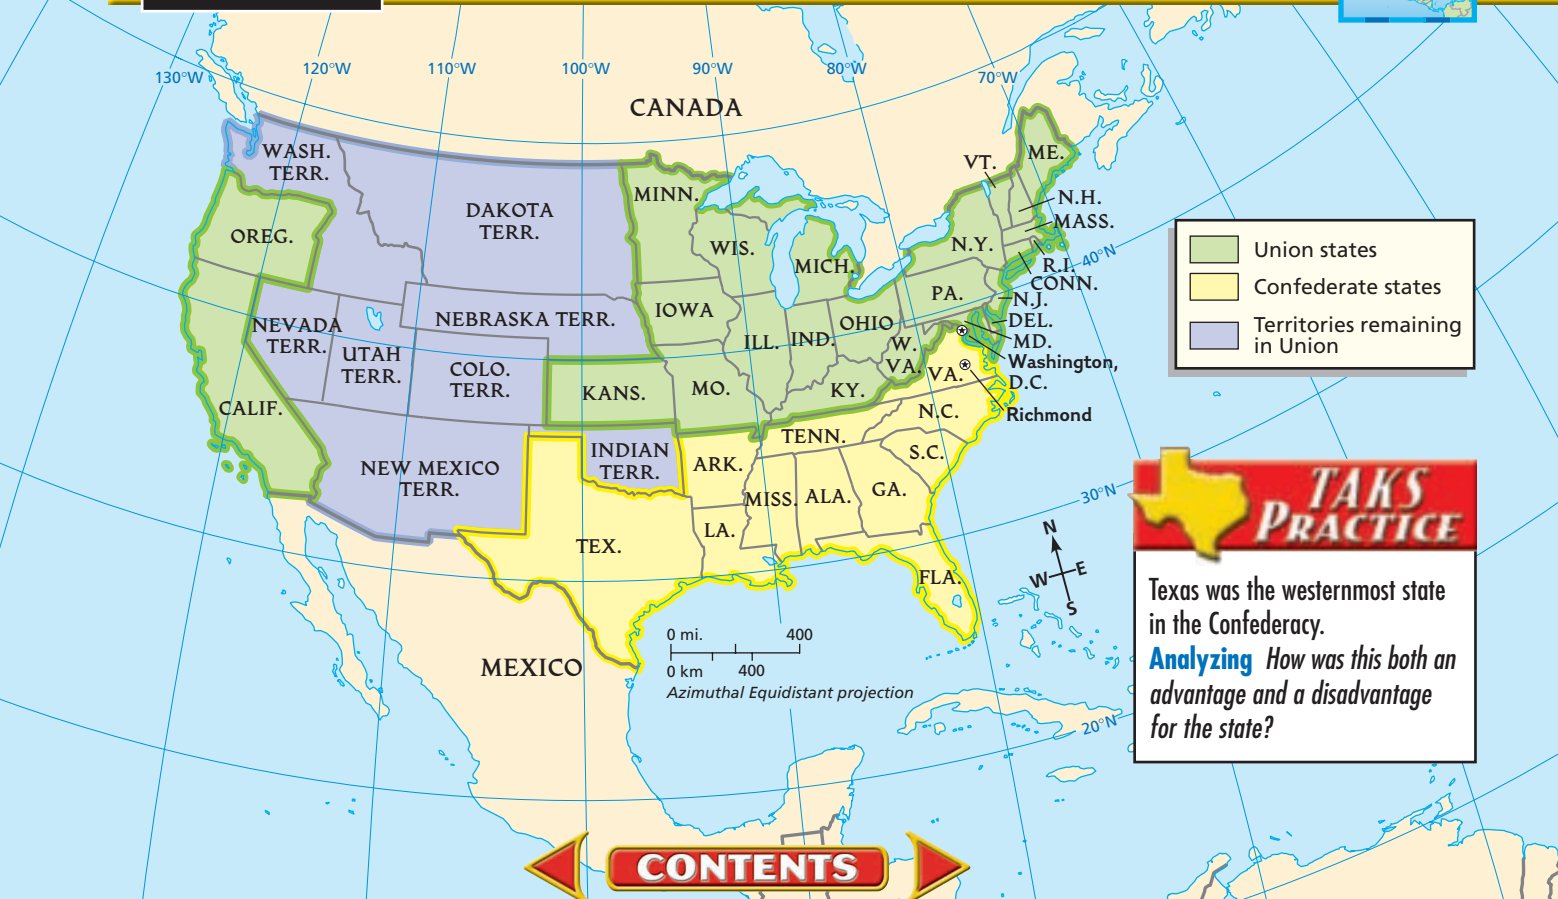 130°W
120°W
110°W
100°W
90°W
80°W
70°W
CANADA
WASH.
TERR.
DAKOTA
TERR.
MINN.
VT.
ME.
N.H.
MASS.
OREG.
WIS.
MICH.
N.Y.
R.I.
CONN.
40°N
NEVADA
TERR.
UTAH
TERR.
NEBRASKA TERR.
IOWA
PA.
N.J.
DEL.
MD.
Washington,
D.C.
COLO.
TERR.
ILL.
IND.
OHIO
W.
VA.
VA.
Richmond
CALIF.
KANS.
MO.
KY.
N.C.
TENN.
S.C.
NEW MEXICO
TERR.
INDIAN
TERR.
ARK.
MISS.
ALA.
GA.
30°N
TEX.
LA.
FLA.
N
W
E
S
MEXICO
0 mi.
400
0 km
400
Azimuthal Equidistant projection
20°N
Union states
Confederate states
Territories remaining
in Union
TAKS
PRACTICE
Texas was the westernmost state
in the Confederacy.
Analyzing How was this both an
advantage and a disadvantage
for the state?
CONTENTS